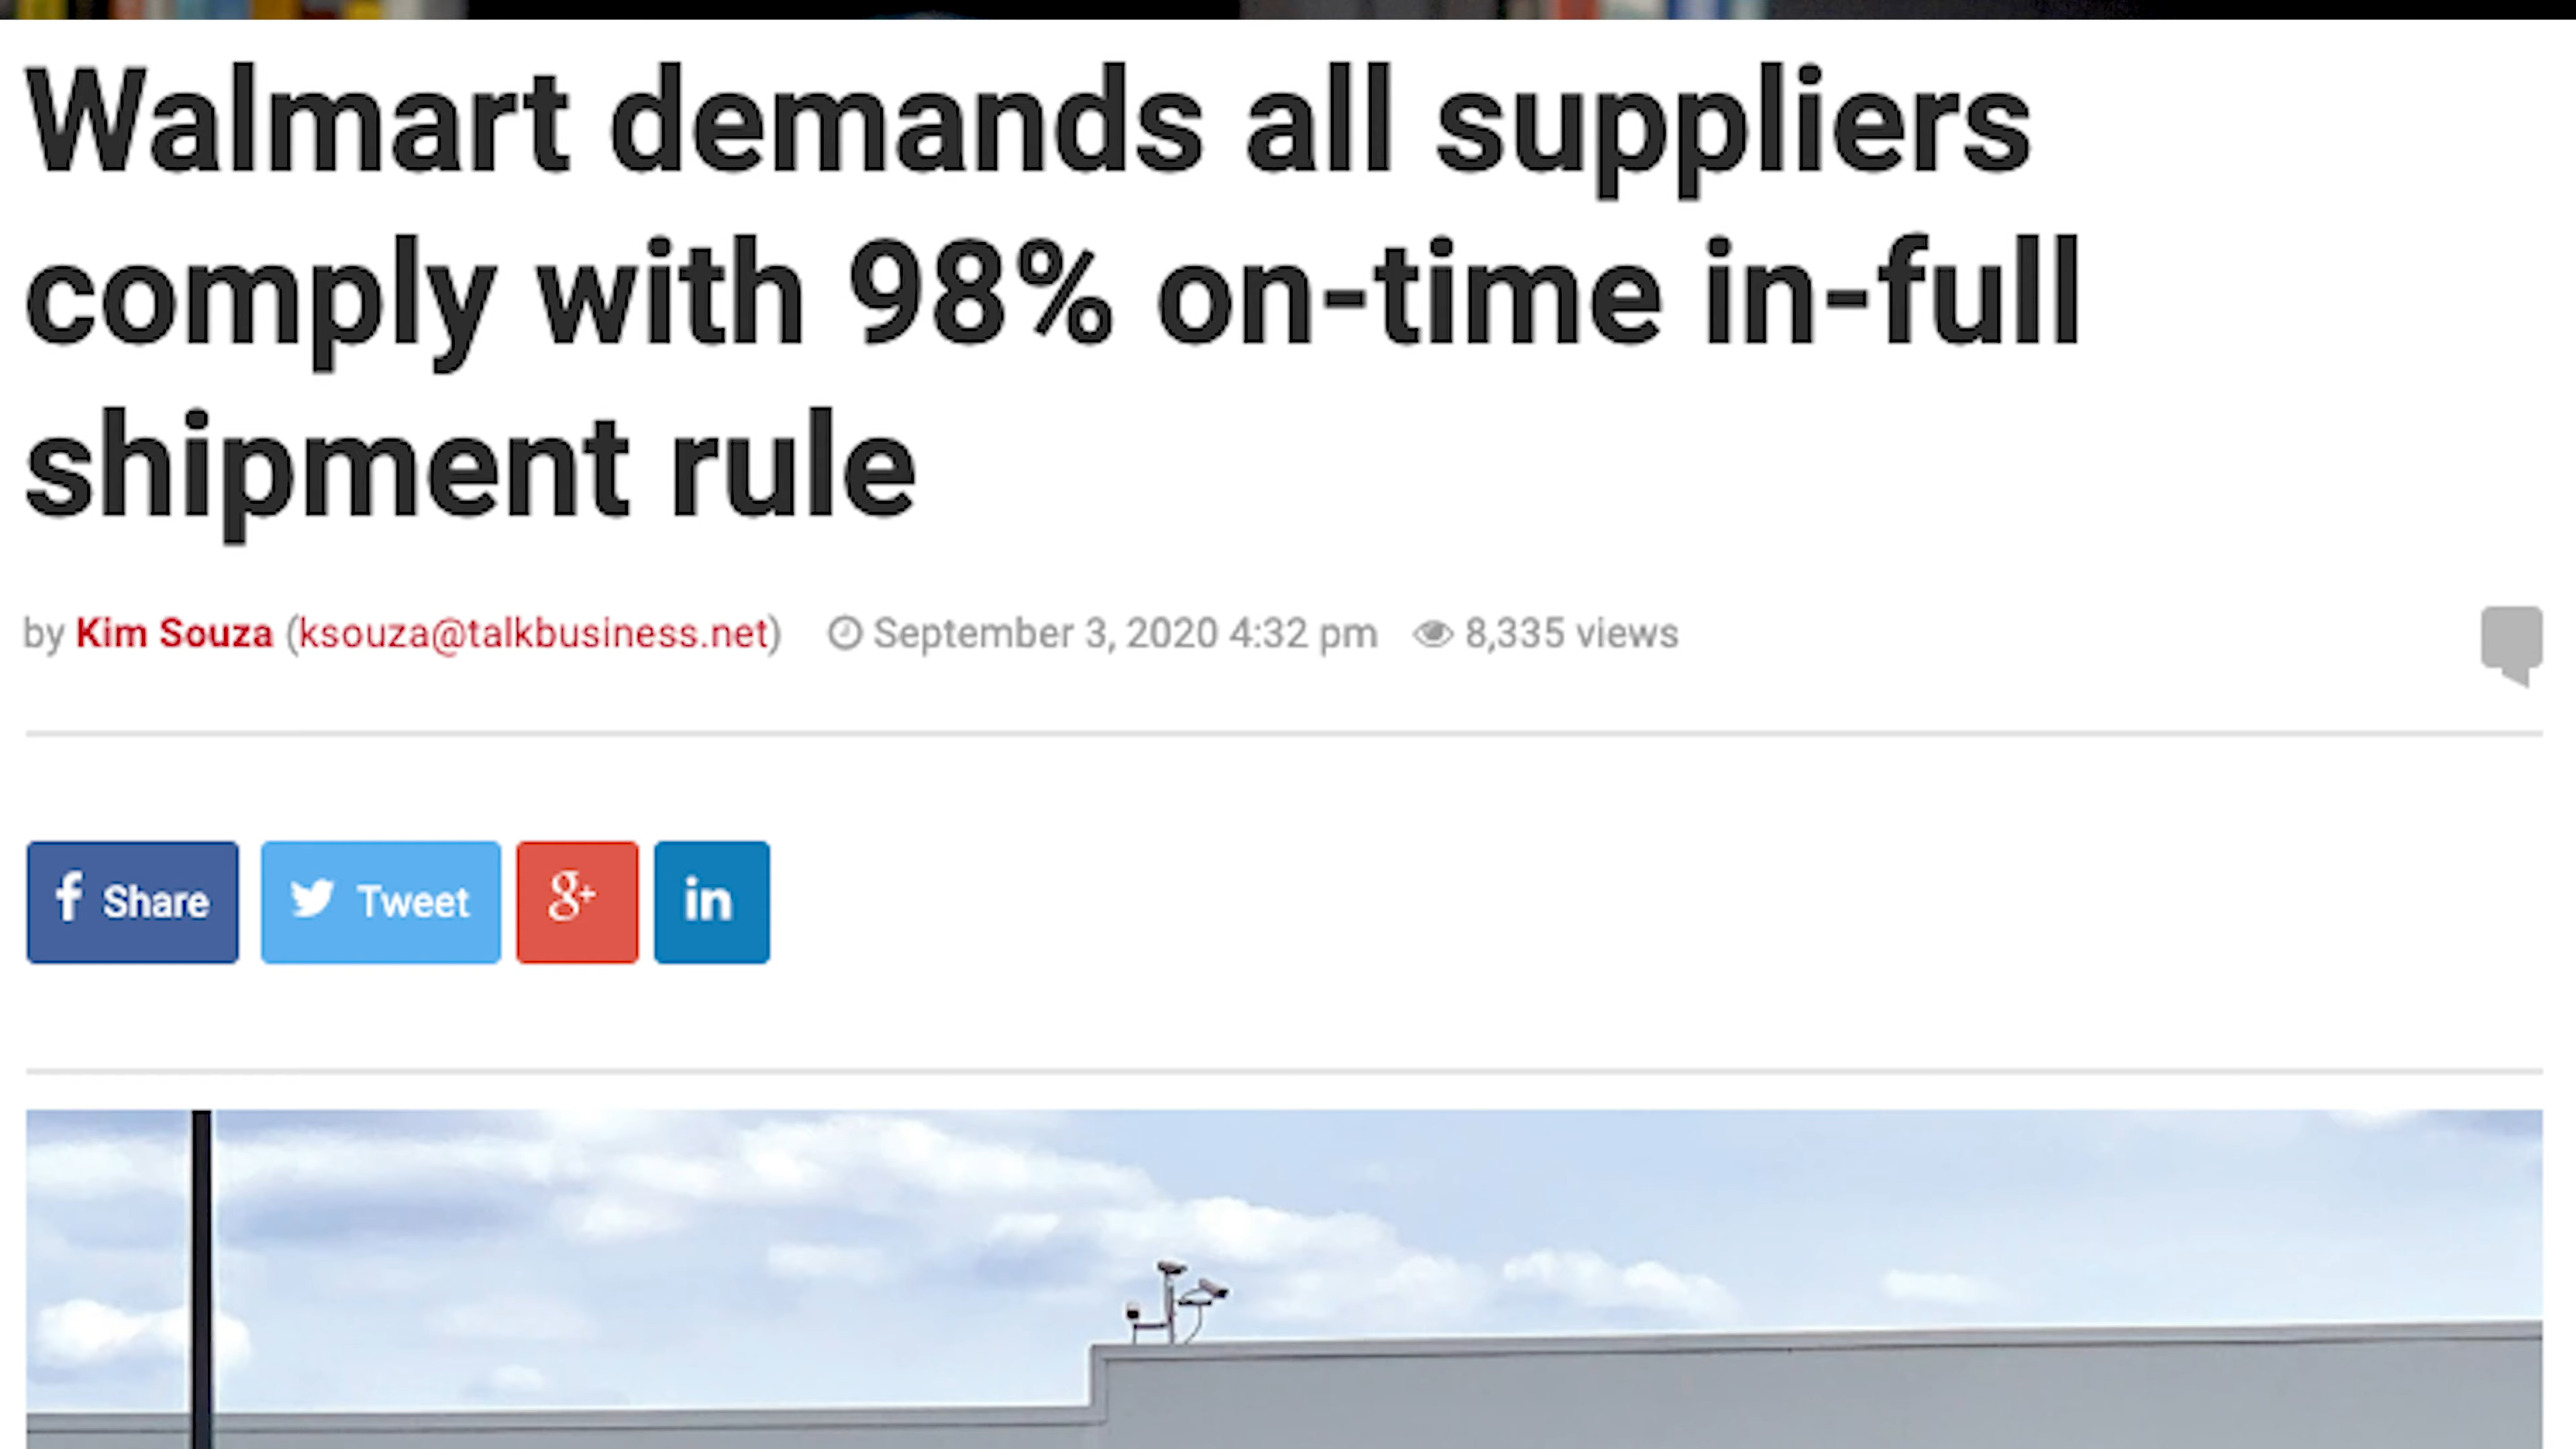 Walmart demands all suppliers
comply with 98% on-time in-full
shipment rule
by Kim Souza (ksouza@talkbusiness.net) September 3, 2020 4:32 pm 8,335 views
f Share Tweet g+ in